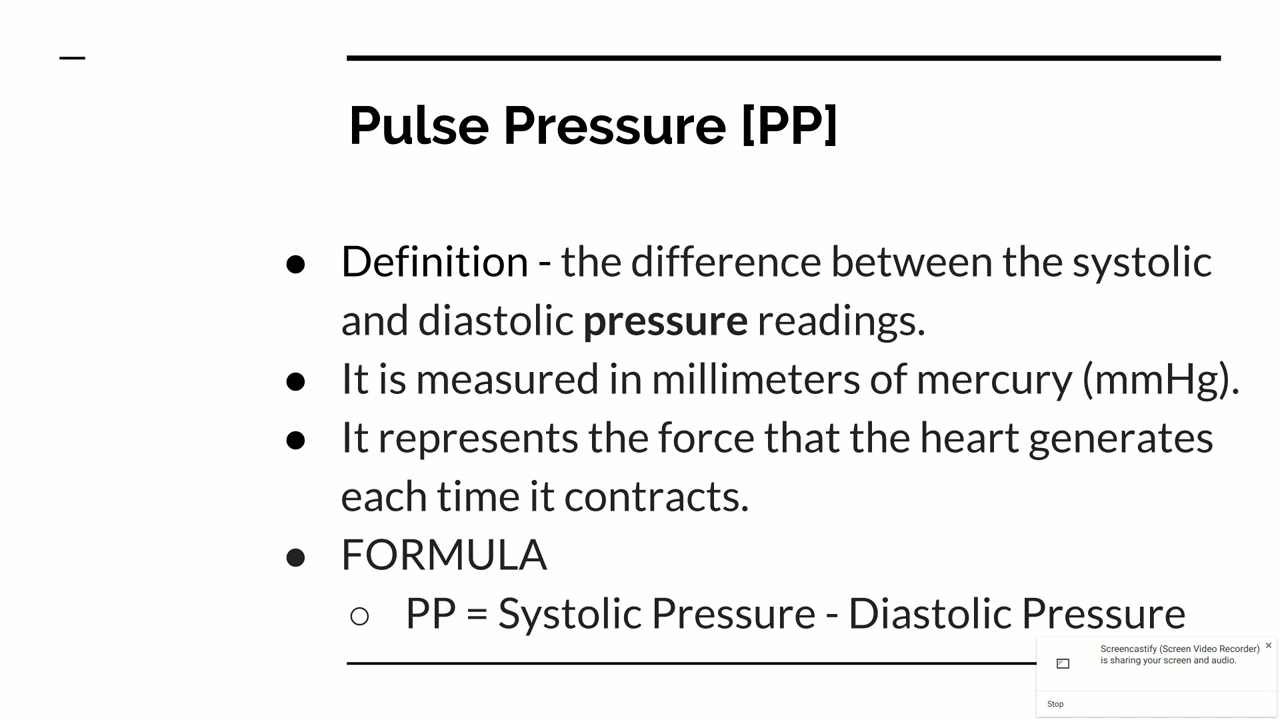 Pulse Pressure [PP]
● Definition - the difference between the systolic
and diastolic pressure readings.
● It is measured in millimeters of mercury (mmHg).
● It represents the force that the heart generates
each time it contracts.
● FORMULA
○ PP = Systolic Pressure - Diastolic Pressure
Screencastify (Screen Video Recorder)
is sharing your screen and audio.
Stop